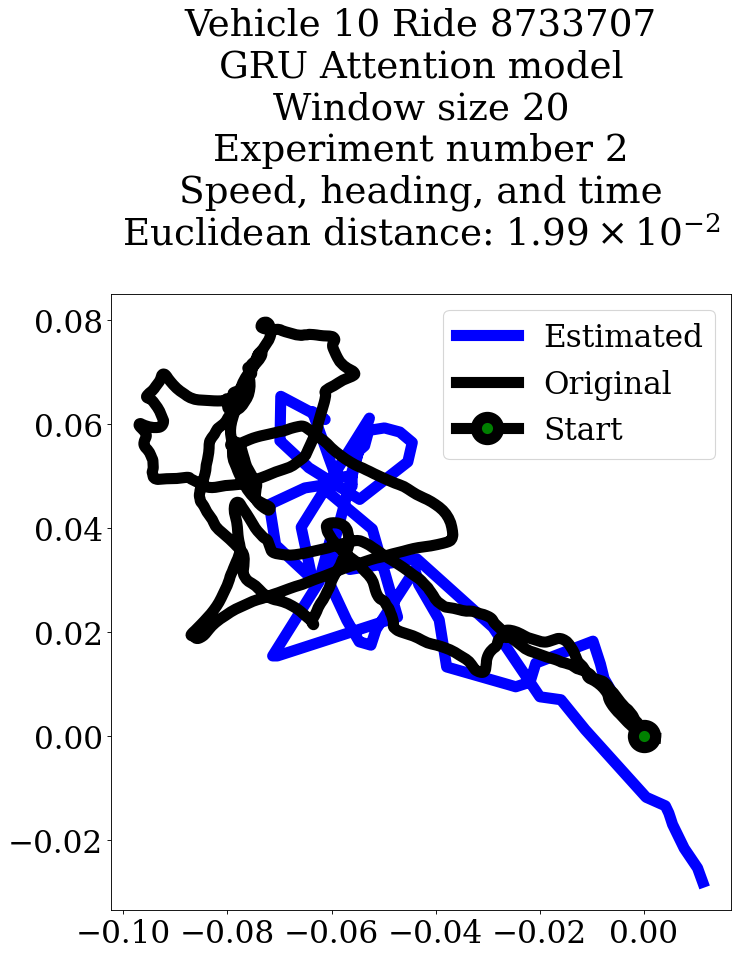 Vehicle 10 Ride 8733707
GRU Attention model
Window size 20
Experiment number 2
Speed, heading, and time
Euclidean distance: 1.99 × 10⁻²
Estimated
Original
Start
0.08
0.06
0.04
0.02
0.00
−0.02
−0.10 −0.08 −0.06 −0.04 −0.02 0.00